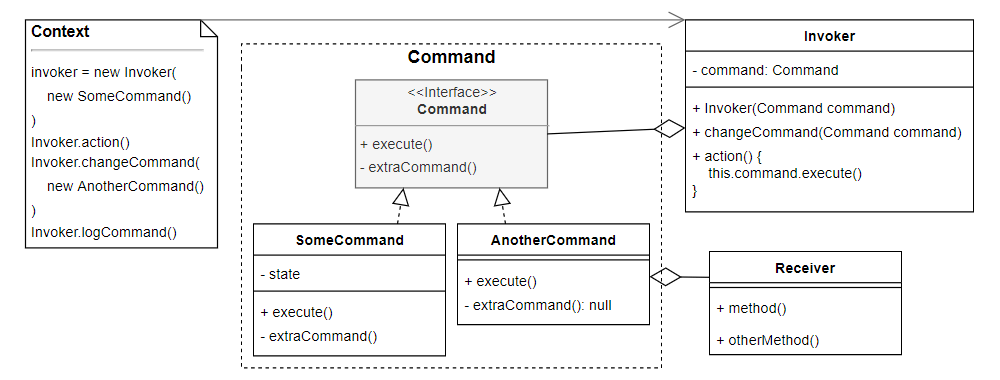 Context
invoker = new Invoker(
new SomeCommand()
)
Invoker.action()
Invoker.changeCommand(
new AnotherCommand()
)
Invoker.logCommand()
Command
<<Interface>>
Command
+ execute()
- extraCommand()
SomeCommand
- state
+ execute()
- extraCommand()
AnotherCommand
+ execute()
- extraCommand(): null
Invoker
- command: Command
+ Invoker(Command command)
+ changeCommand(Command command)
+ action() {
this.command.execute()
}
Receiver
+ method()
+ otherMethod()